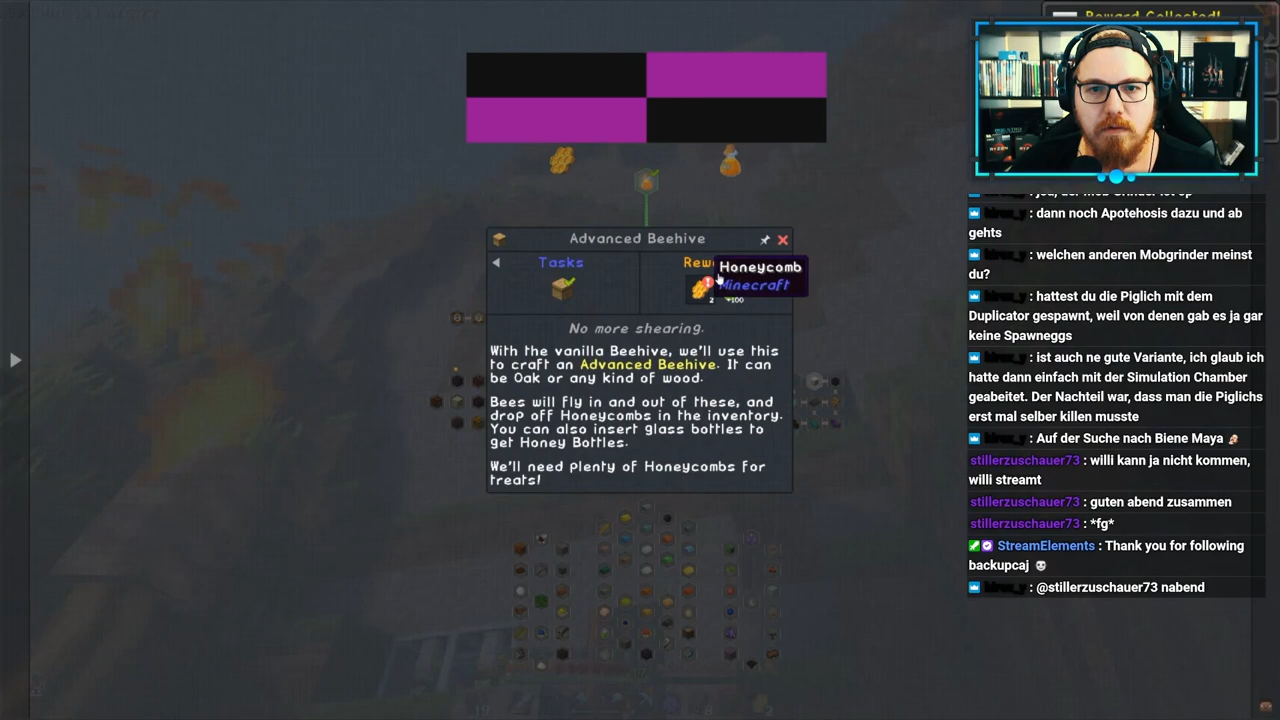 Reward Collected!
Advanced Beehive
Tasks
Rew
Honeycomb
Minecraft
2
100
No more shearing.
With the vanilla Beehive, we'll use this
to craft an Advanced Beehive. It can
be Oak or any kind of wood.
Bees will fly in and out of these, and
drop off Honeycombs in the inventory.
You can also insert glass bottles to
get Honey Bottles.
We'll need plenty of Honeycombs for
treats!
: dann noch Apotehosis dazu und ab
gehts
: welchen anderen Mobgrinder meinst
du?
: hattest du die Piglich mit dem
Duplicator gespawnt, weil von denen gab es ja gar
keine Spawneggs
: ist auch ne gute Variante, ich glaub ich
hatte dann einfach mit der Simulation Chamber
geabeitet. Der Nachteil war, dass man die Piglichs
erst mal selber killen musste
: Auf der Suche nach Biene Maya
stillerzuschauer73 : willi kann ja nicht kommen,
willi streamt
stillerzuschauer73 : guten abend zusammen
stillerzuschauer73 : *fg*
StreamElements : Thank you for following
backupcaj
: @stillerzuschauer73 nabend